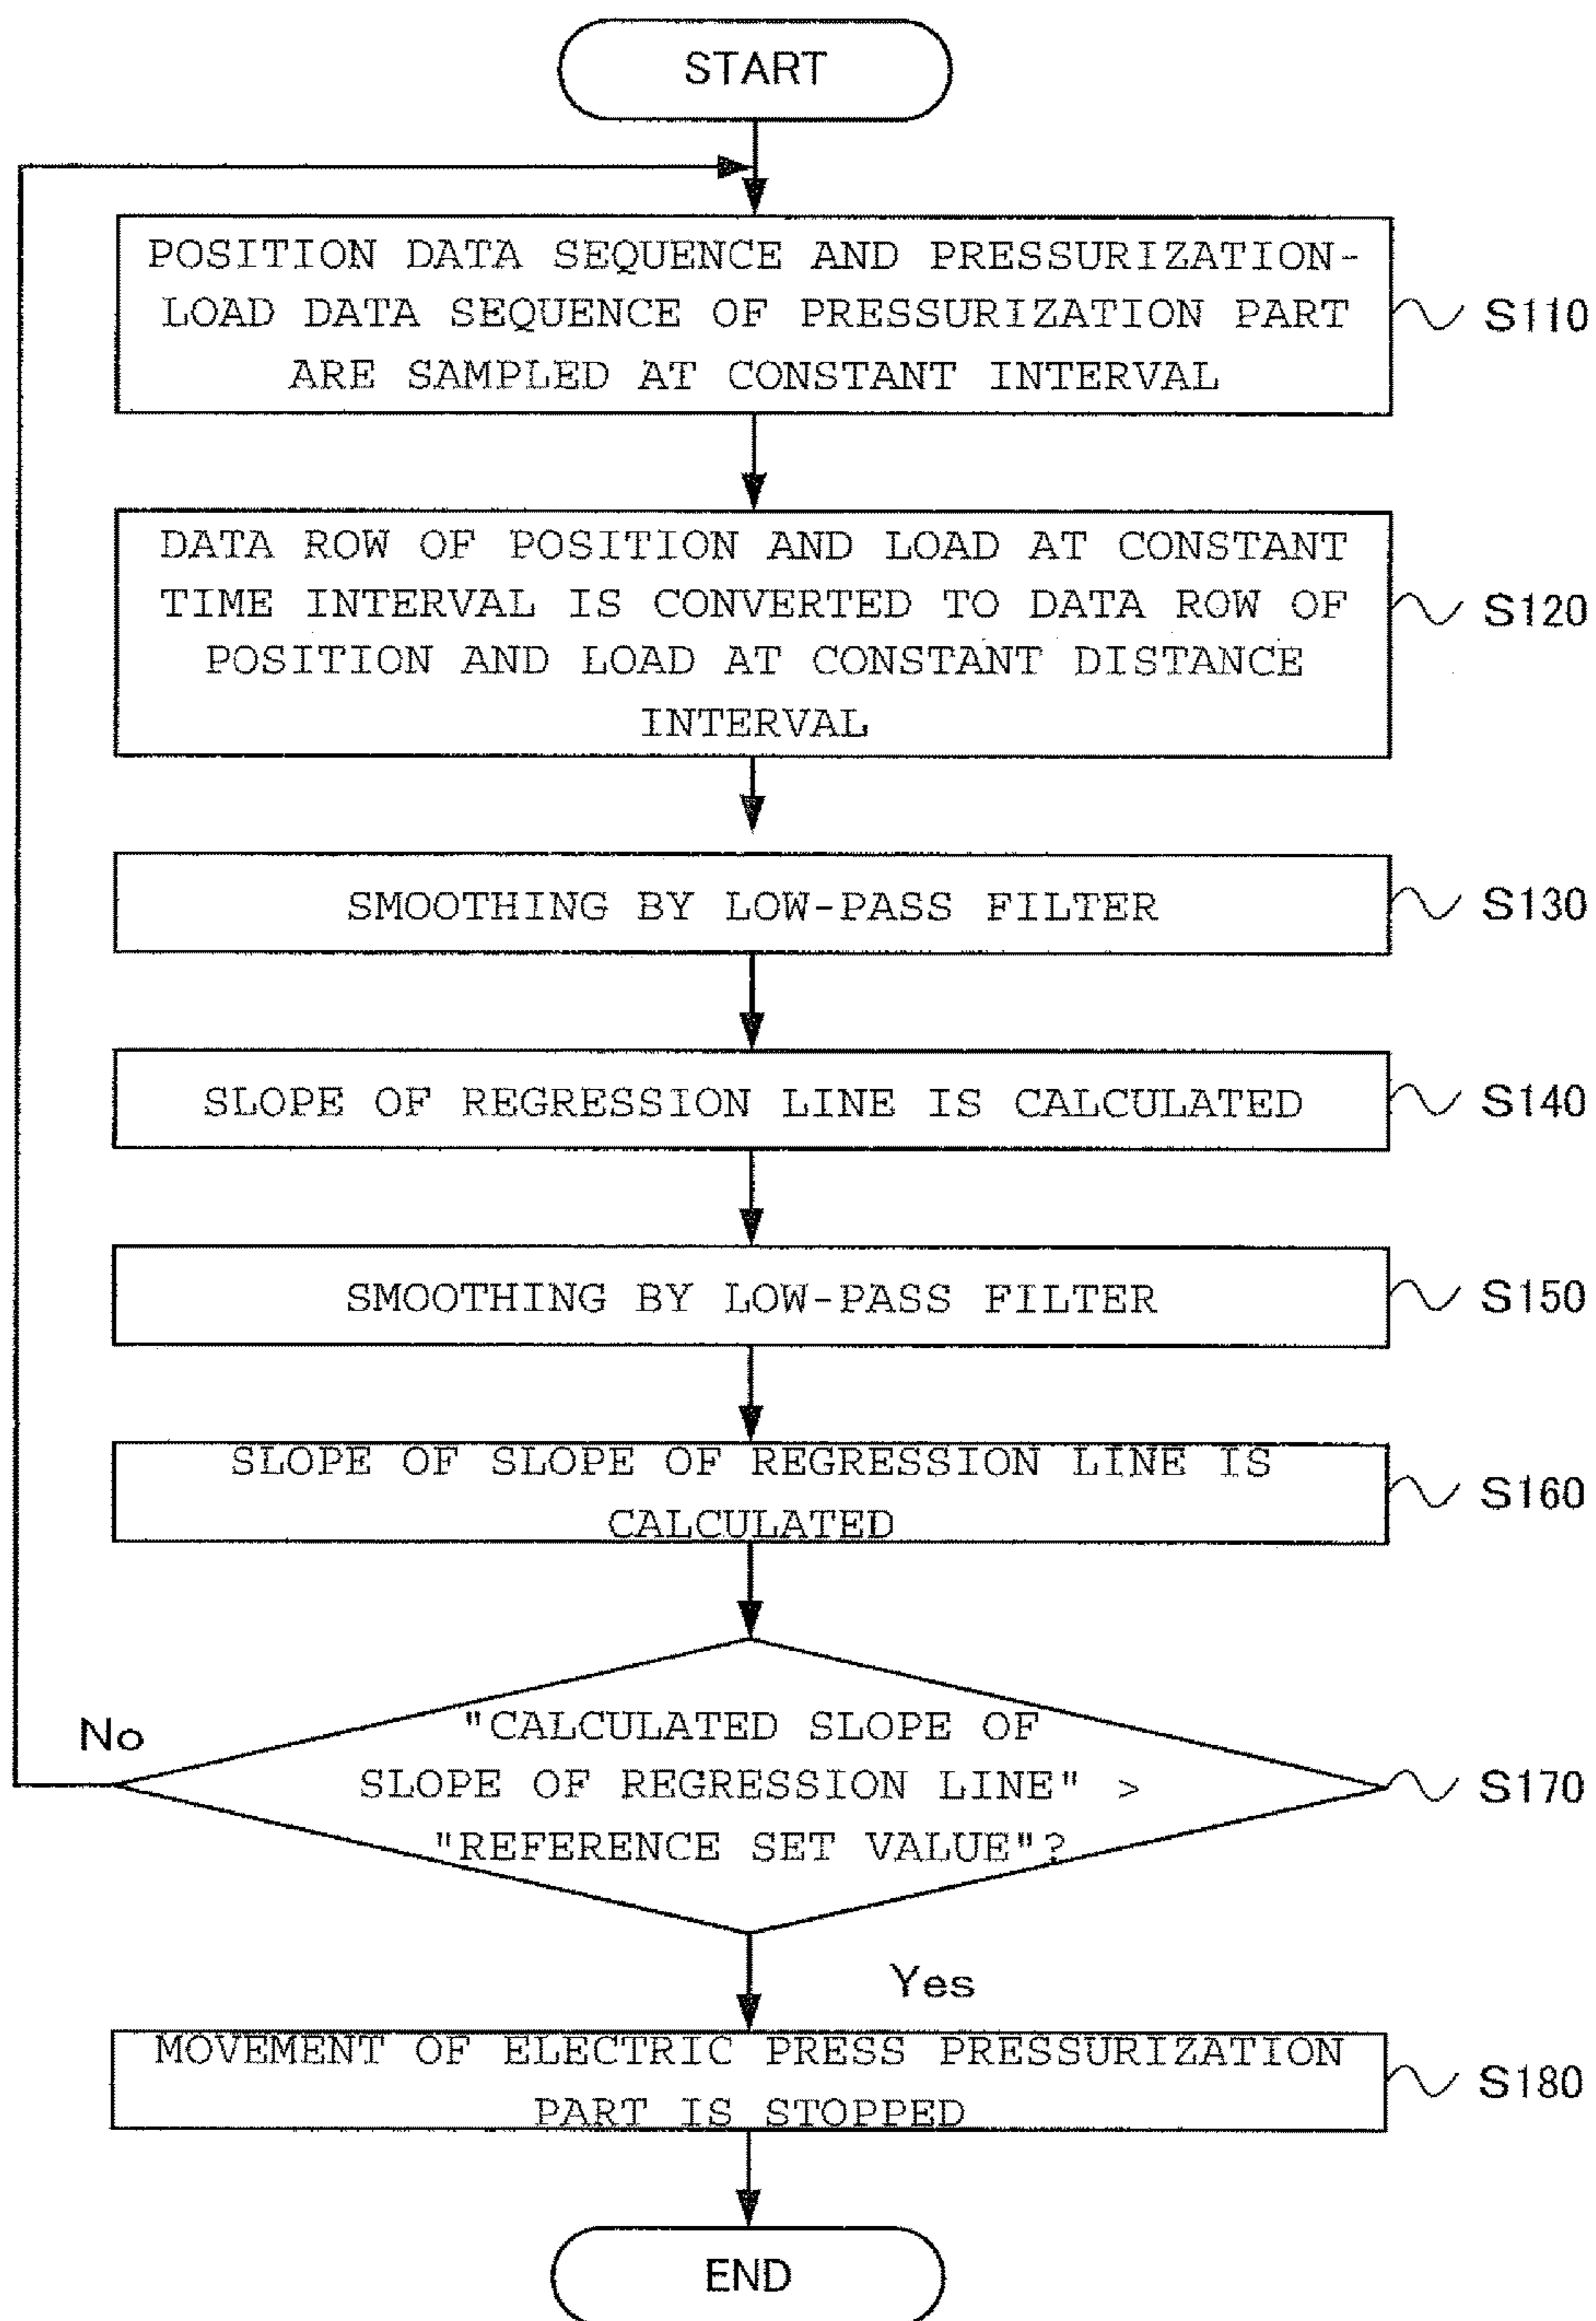 START
POSITION DATA SEQUENCE AND PRESSURIZATION-
LOAD DATA SEQUENCE OF PRESSURIZATION PART
ARE SAMPLED AT CONSTANT INTERVAL
S110
DATA ROW OF POSITION AND LOAD AT CONSTANT
TIME INTERVAL IS CONVERTED TO DATA ROW OF
POSITION AND LOAD AT CONSTANT DISTANCE
INTERVAL
S120
SMOOTHING BY LOW-PASS FILTER
S130
SLOPE OF REGRESSION LINE IS CALCULATED
S140
SMOOTHING BY LOW-PASS FILTER
S150
SLOPE OF SLOPE OF REGRESSION LINE IS
CALCULATED
S160
No
"CALCULATED SLOPE OF
SLOPE OF REGRESSION LINE" >
"REFERENCE SET VALUE"?
S170
Yes
MOVEMENT OF ELECTRIC PRESS PRESSURIZATION
PART IS STOPPED
S180
END